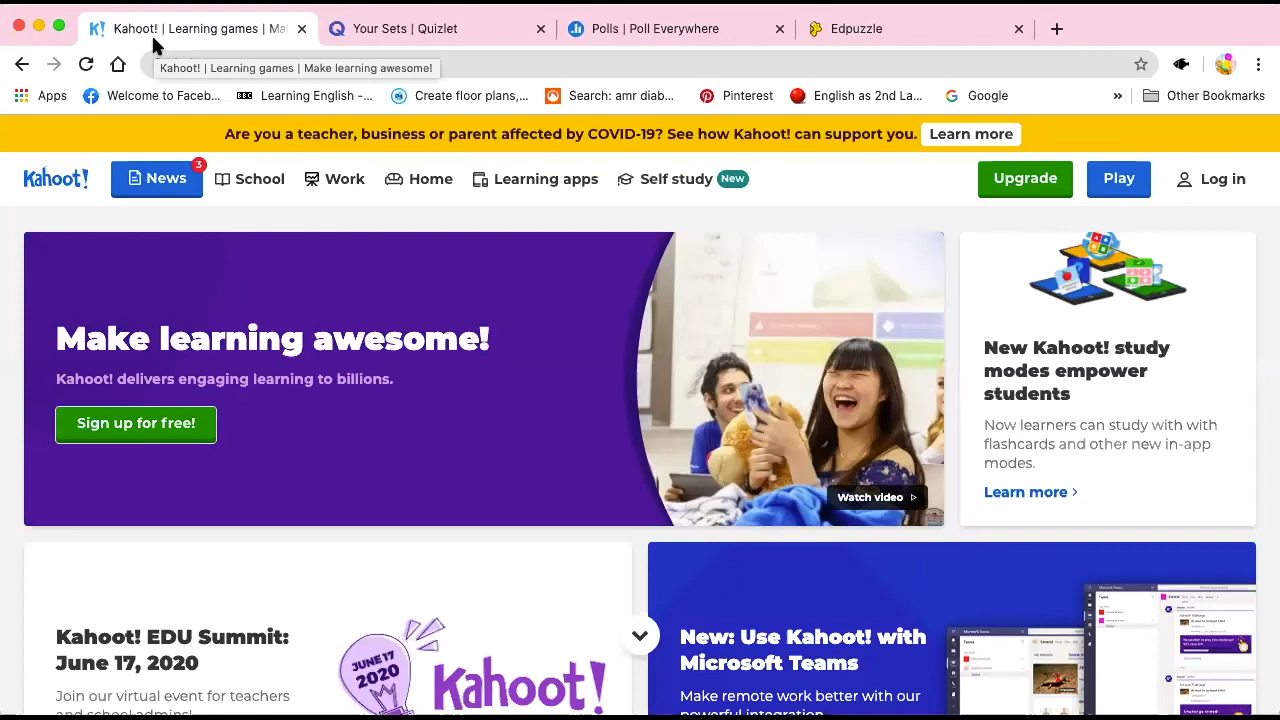 Kahoot! | Learning games | Ma
Your Sets | Quizlet
Polls | Poll Everywhere
Edpuzzle
Kahoot! | Learning games | Make learning awesome!
Apps
Welcome to Faceb...
BBC Learning English -...
Create floor plans,...
Search: amr diab...
Pinterest
English as 2nd La...
Google
»
Other Bookmarks
Are you a teacher, business or parent affected by COVID-19? See how Kahoot! can support you. Learn more
Kahoot!
News
3
School
Work
Home
Learning apps
Self study New
Upgrade
Play
Log in
Make learning awesome!
Kahoot! delivers engaging learning to billions.
Sign up for free!
Watch video
New Kahoot! study
modes empower
students
Now learners can study with with
flashcards and other new in-app
modes.
Learn more >
Kahoot! EDU Summit:
June 17, 2020
Join our virtual event for teachers
and school admins!
Kahoot!
New: Use Kahoot! with
Microsoft Teams
Make remote work better with our
powerful integration.